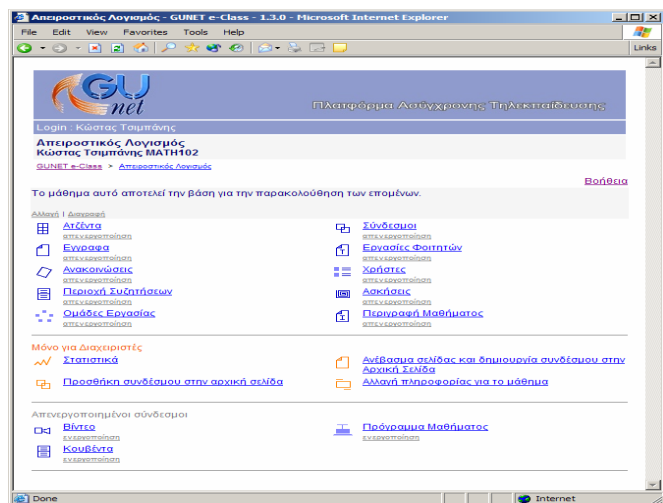 Απειροστικός Λογισμός - GUNET e-Class - 1.3.0 - Microsoft Internet Explorer
File Edit View Favorites Tools Help
Links
GUnet
Πλατφόρμα Ασύγχρονης Τηλεκπαίδευσης
Login : Κώστας Τσιμπάνης
Απειροστικός Λογισμός
Κώστας Τσιμπάνης MATH102
GUNET e-Class > Απειροστικός Λογισμός
Βοήθεια
Το μάθημα αυτό αποτελεί την βάση για την παρακολούθηση των επομένων.
Αλλαγή | Διαγραφή
Ατζέντα Σύνδεσμοι
απενεργοποίηση απενεργοποίηση
Εγγραφα Εργασίες Φοιτητών
απενεργοποίηση απενεργοποίηση
Ανακοινώσεις Χρήστες
απενεργοποίηση απενεργοποίηση
Περιοχή Συζητήσεων Ασκήσεις
απενεργοποίηση απενεργοποίηση
Ομάδες Εργασίας Περιγραφή Μαθήματος
απενεργοποίηση απενεργοποίηση
Μόνο για Διαχειριστές
Στατιστικά Ανέβασμα σελίδας και δημιουργία συνδέσμου στην
Αρχική Σελίδα
Προσθήκη συνδέσμου στην αρχική σελίδα Αλλαγή πληροφορίας για το μάθημα
Απενεργοποιημένοι σύνδεσμοι
Βίντεο Πρόγραμμα Μαθήματος
ενεργοποίηση ενεργοποίηση
Κουβέντα
ενεργοποίηση
Done Internet